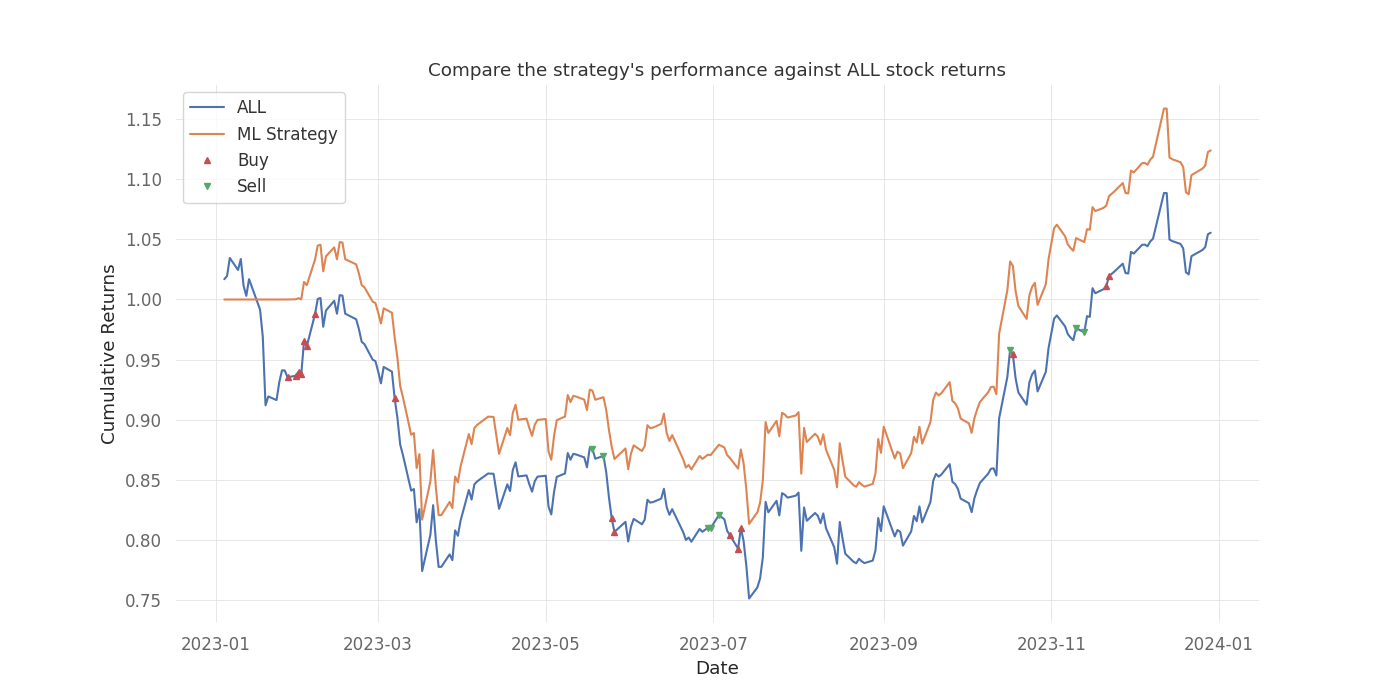 Compare the strategy's performance against ALL stock returns
ALL
ML Strategy
Buy
Sell
Cumulative Returns
1.15
1.10
1.05
1.00
0.95
0.90
0.85
0.80
0.75
2023-01 2023-03 2023-05 2023-07 2023-09 2023-11 2024-01
Date